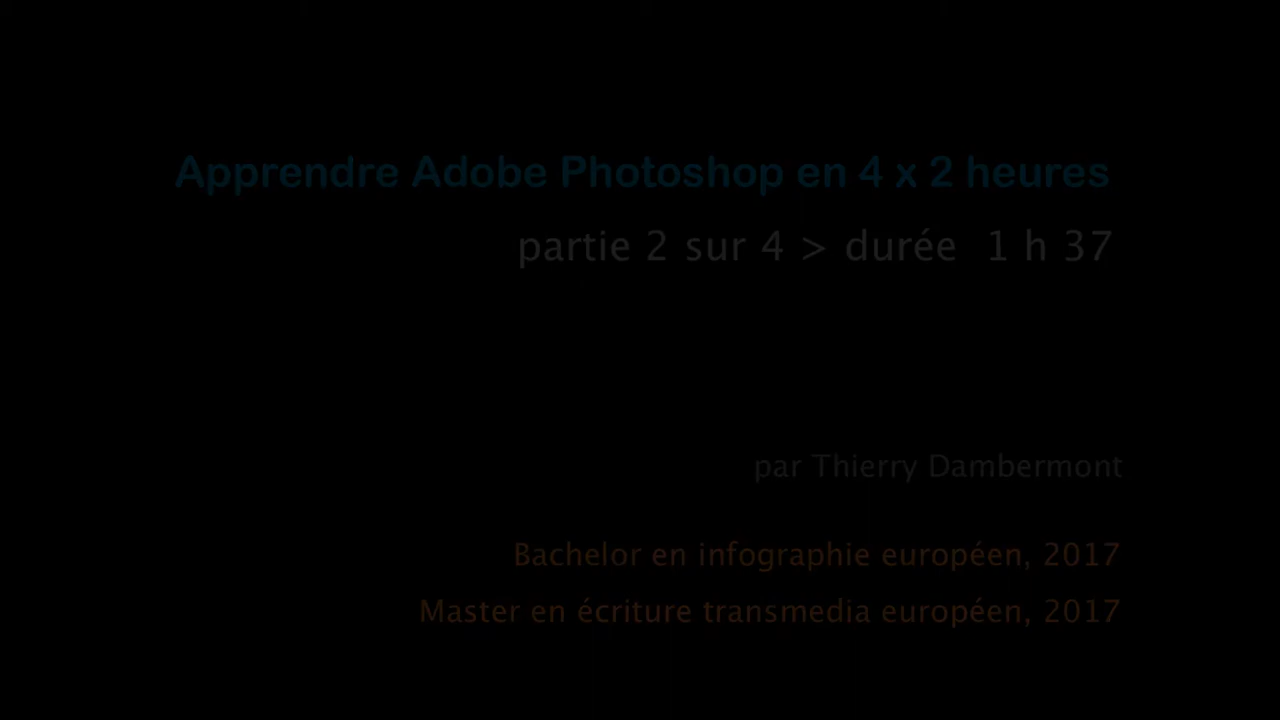 Apprendre Adobe Photoshop en 4 x 2 heures
partie 2 sur 4 > durée 1 h 37
par Thierry Dambermont
Bachelor en infographie européen, 2017
Master en écriture transmedia européen, 2017